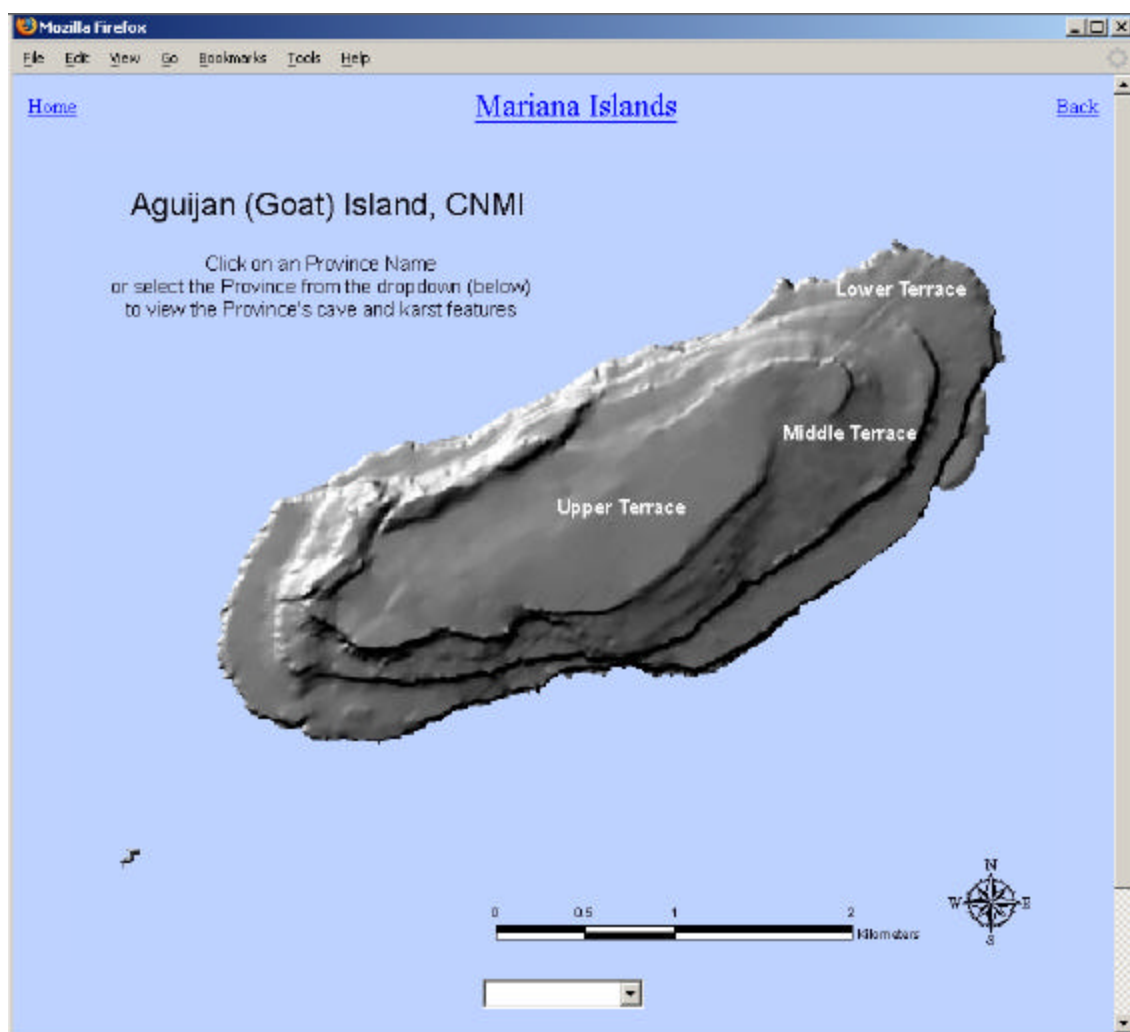 Mozilla Firefox
File Edit View Go Bookmarks Tools Help
Home Mariana Islands Back
Aguijan (Goat) Island, CNMI
Click on an Province Name
or select the Province from the dropdown (below)
to view the Province's cave and karst features
Lower Terrace
Middle Terrace
Upper Terrace
N
W E
S
0 0.5 1 2
Kilometers